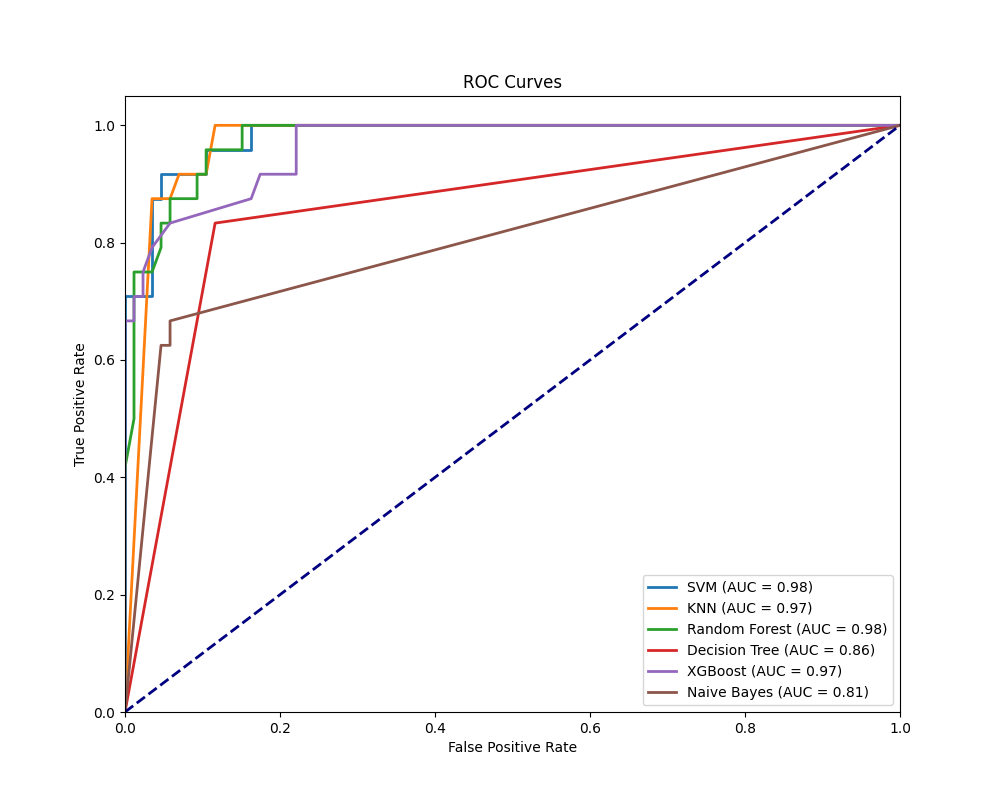 ROC Curves
True Positive Rate
1.0
0.8
0.6
0.4
0.2
0.0
0.0 0.2 0.4 0.6 0.8 1.0
False Positive Rate
SVM (AUC = 0.98)
KNN (AUC = 0.97)
Random Forest (AUC = 0.98)
Decision Tree (AUC = 0.86)
XGBoost (AUC = 0.97)
Naive Bayes (AUC = 0.81)